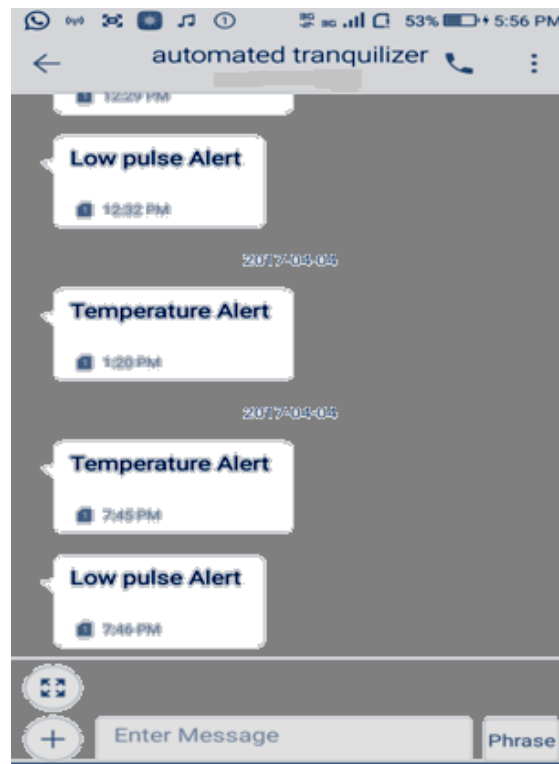 53% 5:56 PM
automated tranquilizer
12:29 PM
Low pulse Alert
12:32 PM
2017-04-04
Temperature Alert
1:20 PM
2017-04-04
Temperature Alert
7:45 PM
Low pulse Alert
7:46 PM
Enter Message
Phrase